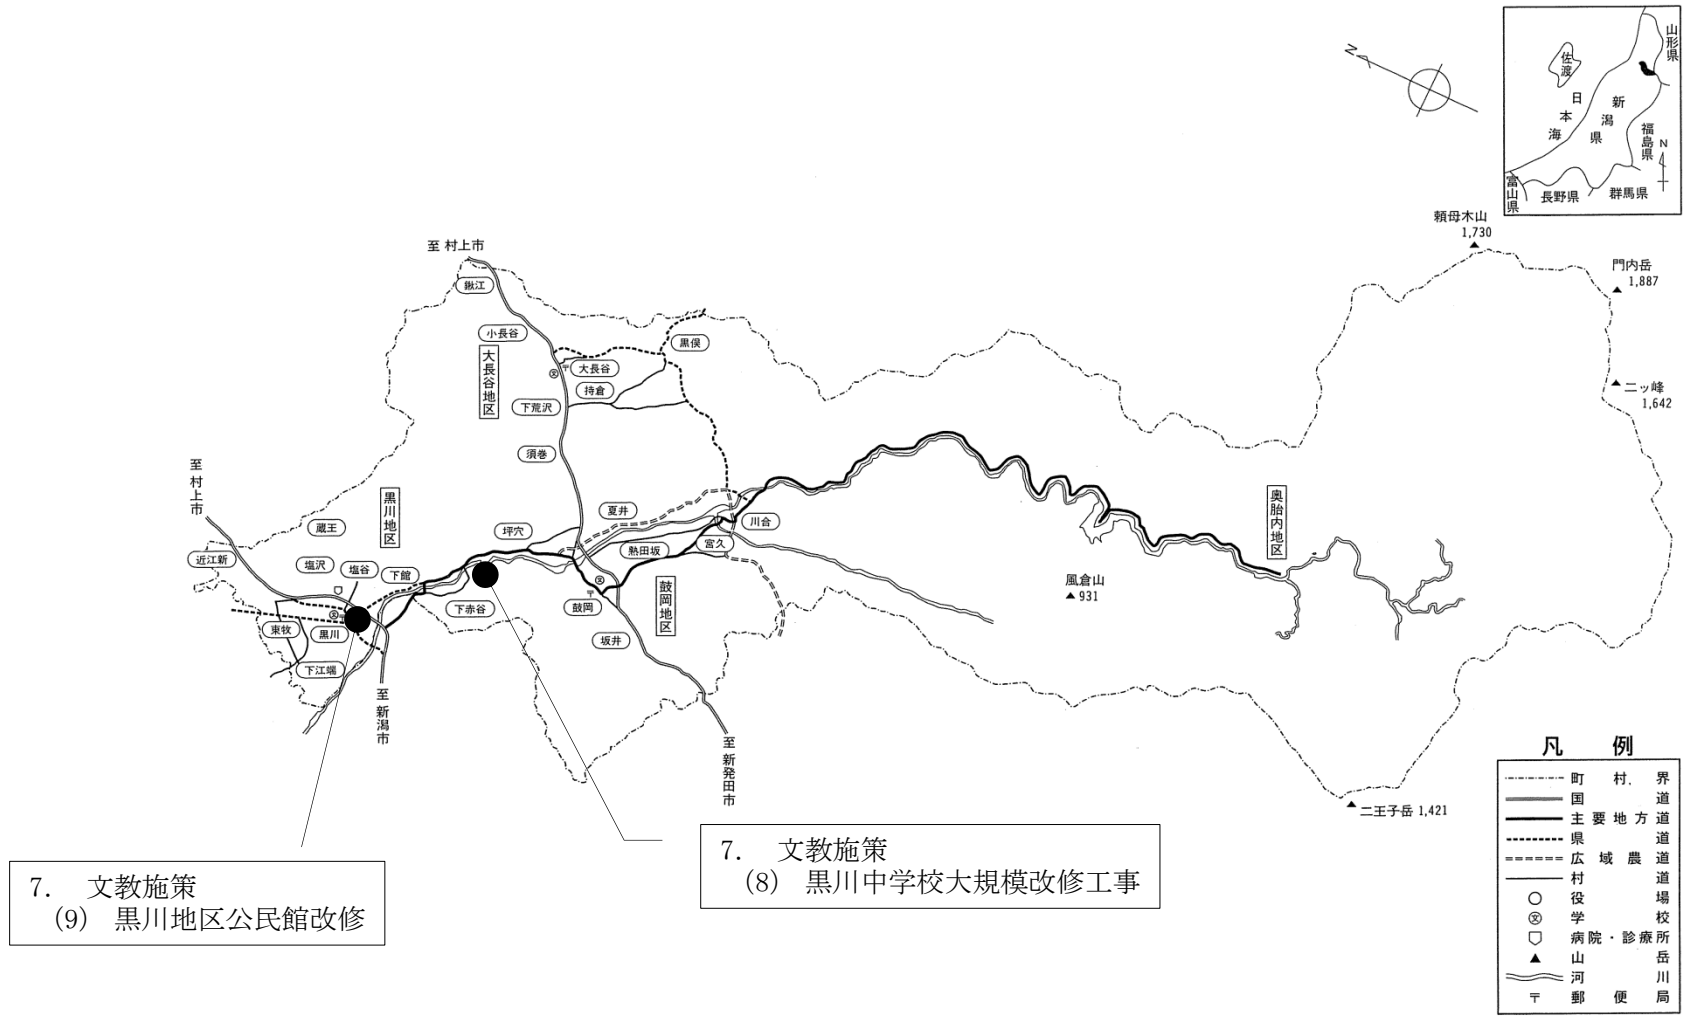 N
山形県
佐渡
日本海
新潟県
福島県
N
富山県
長野県
群馬県
頼母木山
1,730
門内岳
1,887
二ッ峰
1,642
至 村上市
鍬江
小長谷
大長谷地区
黒俣
〒
文
大長谷
持倉
下荒沢
須巻
至 村上市
黒川地区
蔵王
近江新
塩沢
塩谷
下館
坪穴
夏井
川合
宮久
熱田坂
奥胎内地区
風倉山
931
文
〒
下赤谷
鼓岡
鼓岡地区
坂井
文
東牧
黒川
下江端
至 新潟市
至 新発田市
二王子岳 1,421
凡例
町村界
国道
主要地方道
県道
広域農道
村道
役場
文 学校
病院・診療所
山岳
河川
〒 郵便局
7. 文教施策
(8) 黒川中学校大規模改修工事
7. 文教施策
(9) 黒川地区公民館改修